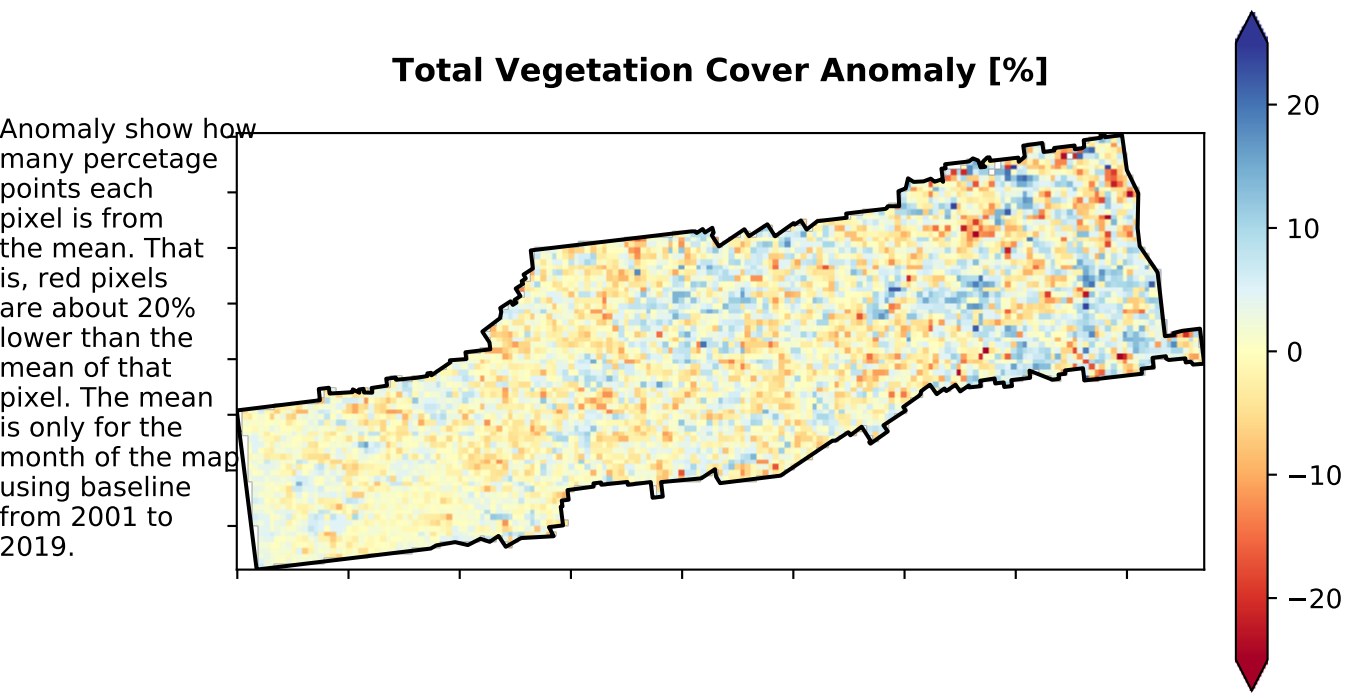 Total Vegetation Cover Anomaly [%]
Anomaly show how
many percetage
points each
pixel is from
the mean. That
is, red pixels
are about 20%
lower than the
mean of that
pixel. The mean
is only for the
month of the map
using baseline
from 2001 to
2019.
20
10
0
−10
−20